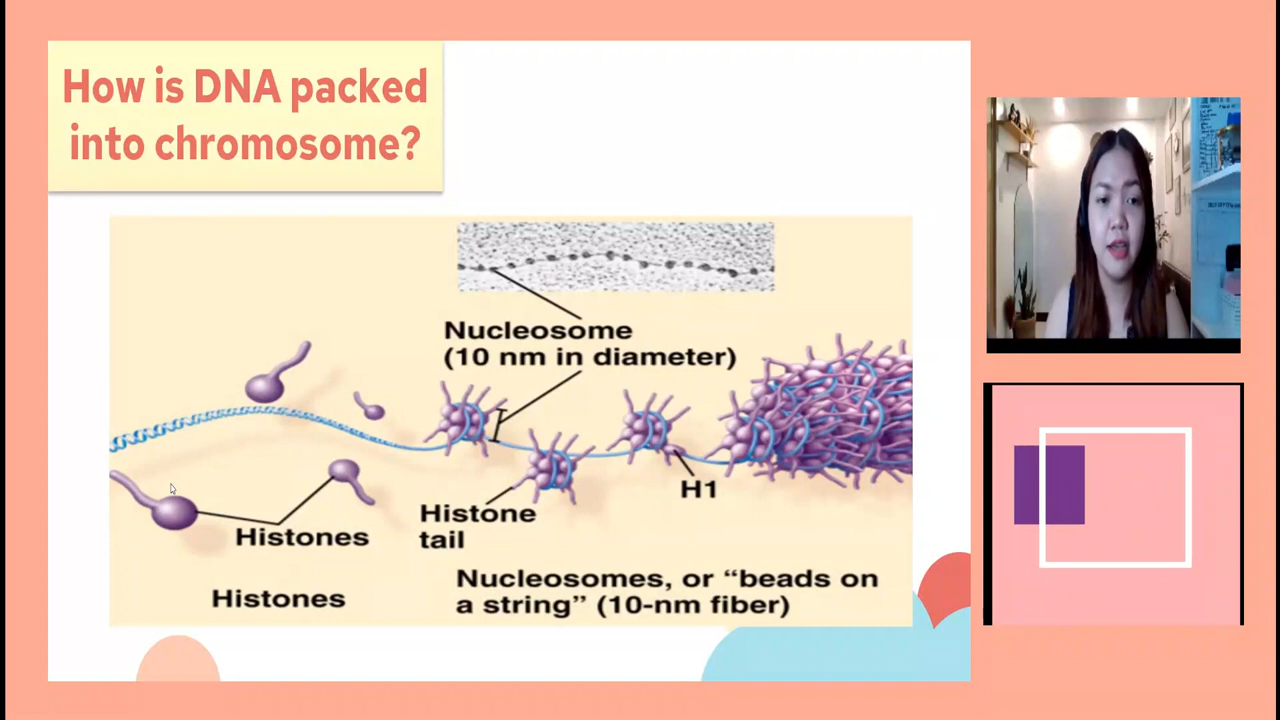 How is DNA packed
into chromosome?
Nucleosome
(10 nm in diameter)
H1
Histone
tail
Histones
Histones
Nucleosomes, or “beads on
a string” (10-nm fiber)